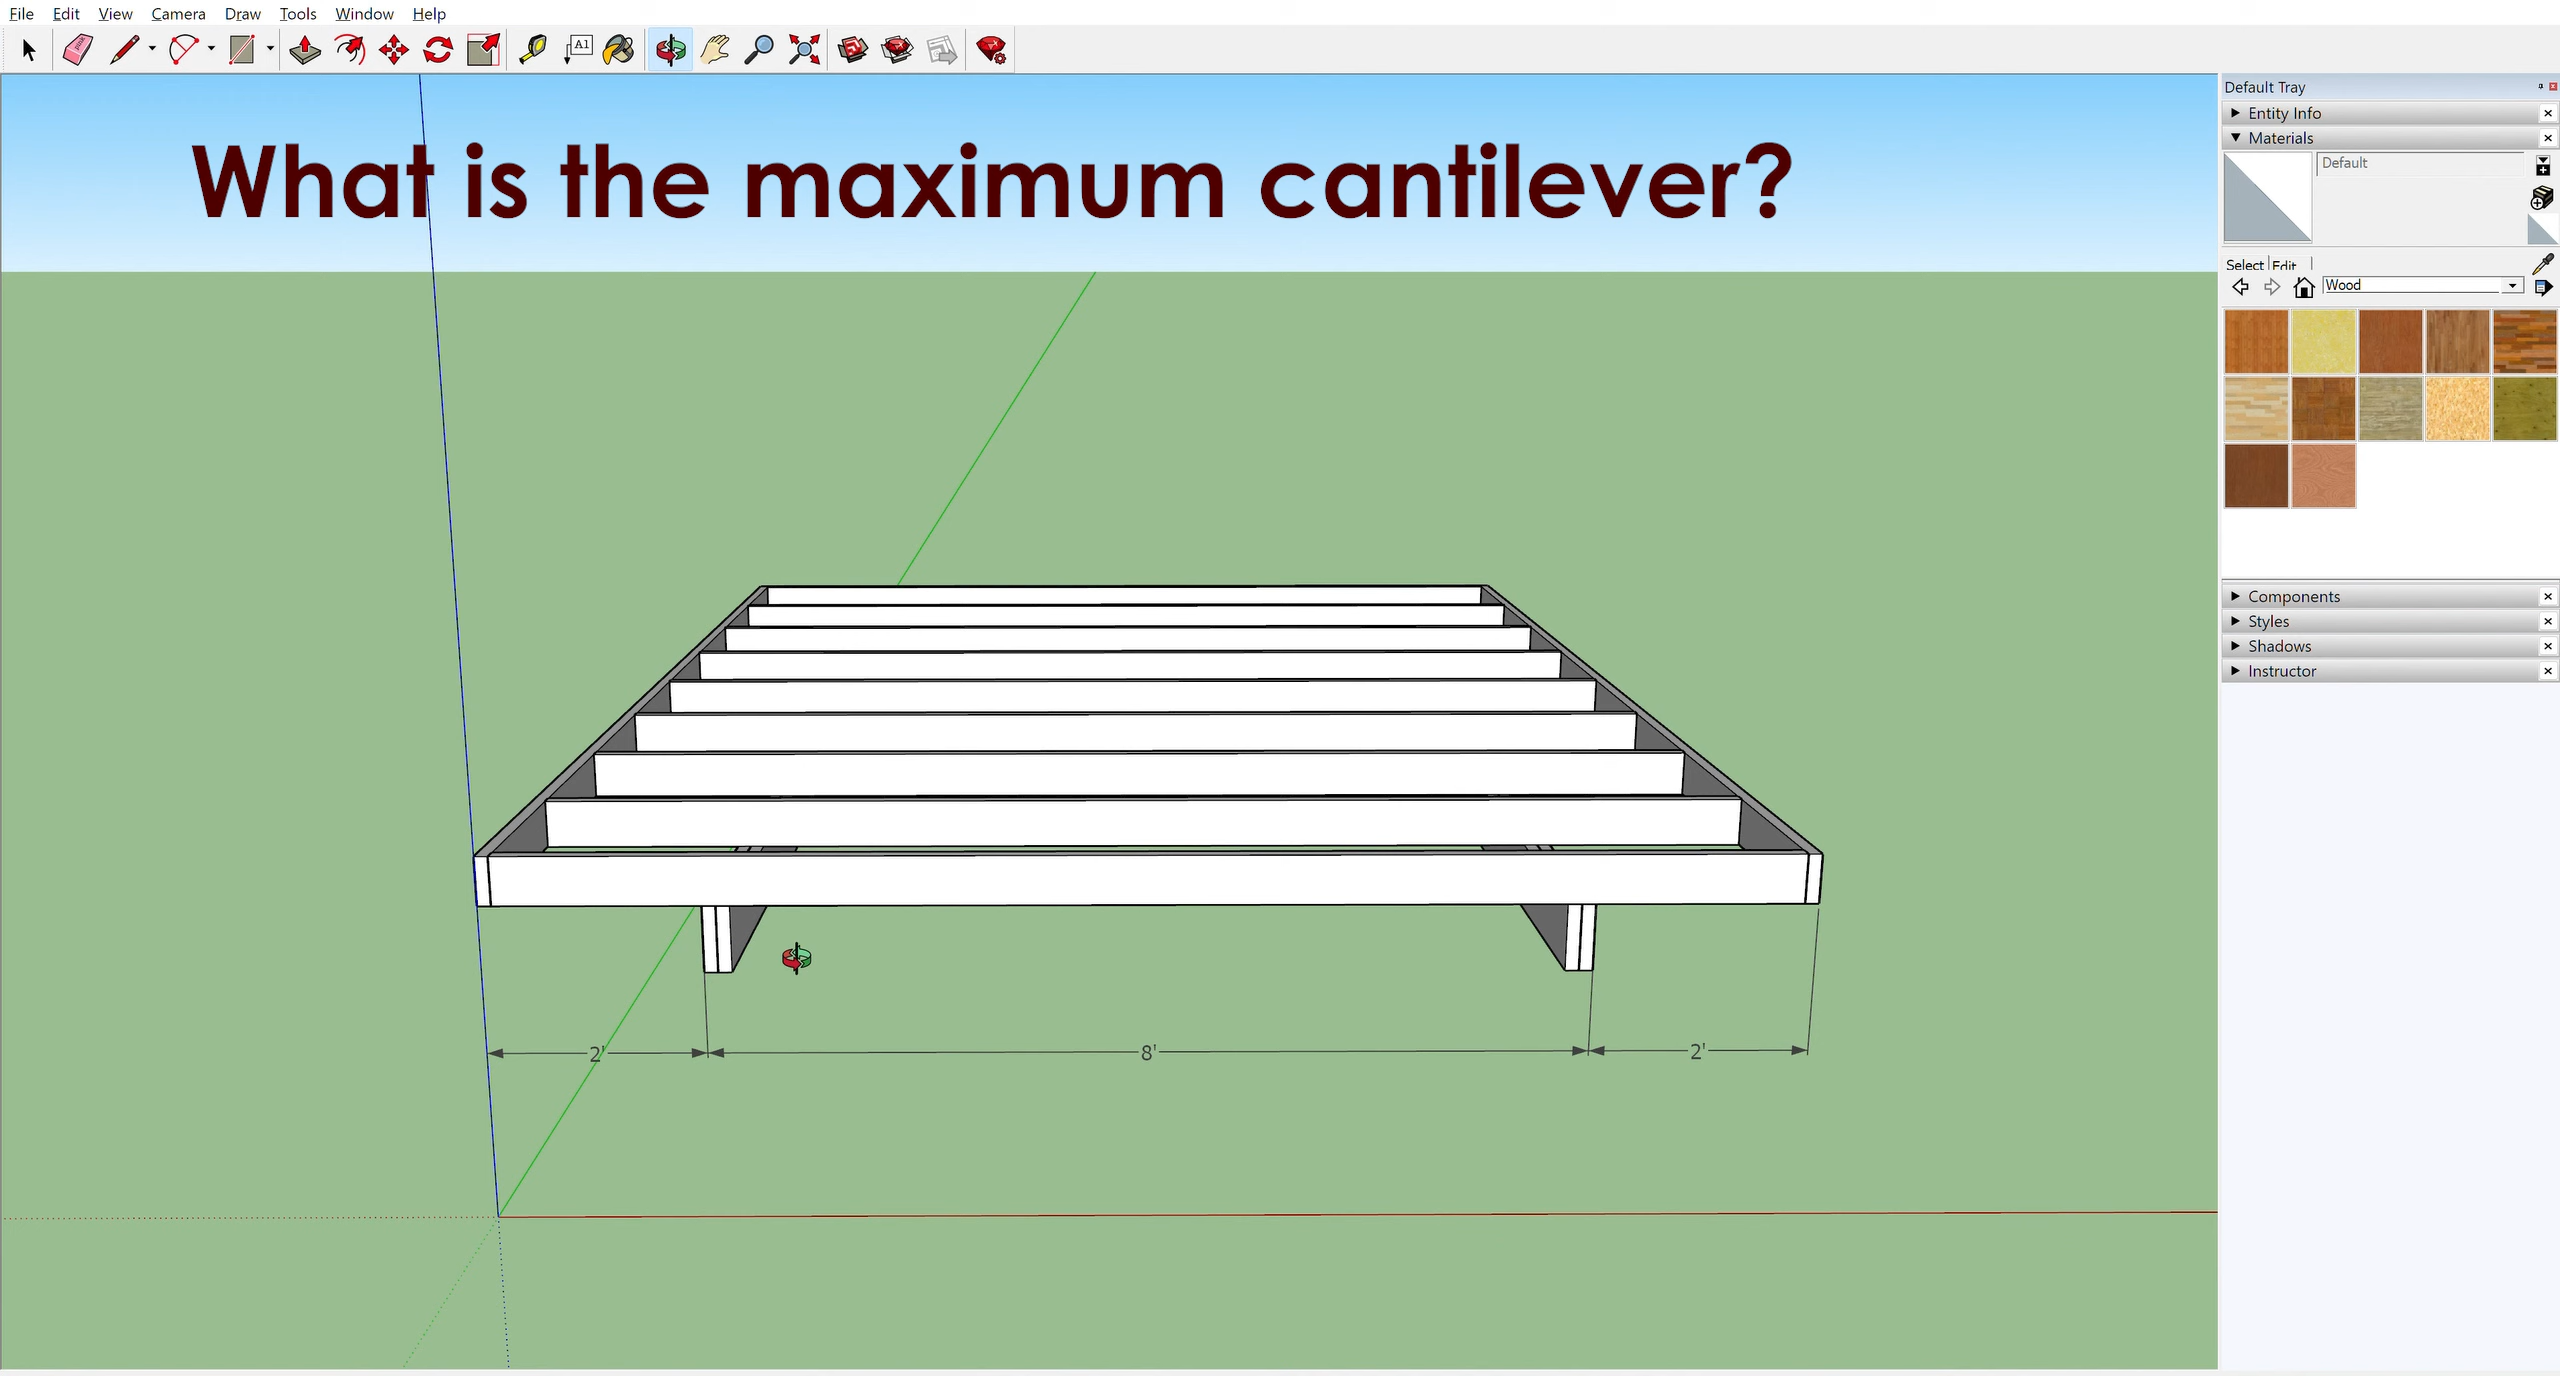 File Edit View Camera Draw Tools Window Help
A1
Default Tray
Entity Info
Materials
Default
What is the maximum cantilever?
Select Edit
Wood
Components
Styles
Shadows
Instructor
2' 8' 2'